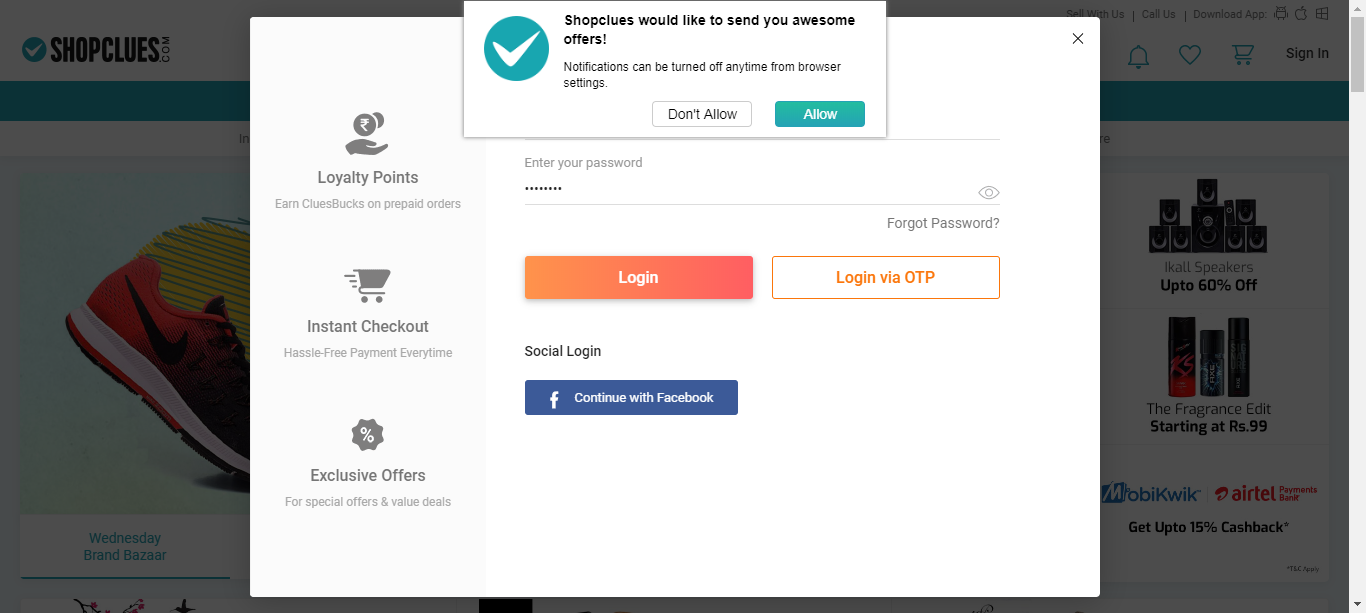 Sell With Us | Call Us | Download App:
SHOPCLUES.COM
Sign In
Shopclues would like to send you awesome
offers!
Notifications can be turned off anytime from browser
settings.
Don't Allow
Allow
Loyalty Points
Earn CluesBucks on prepaid orders
Instant Checkout
Hassle-Free Payment Everytime
%
Exclusive Offers
For special offers & value deals
Enter your password
••••••••
Forgot Password?
Login
Login via OTP
Social Login
f Continue with Facebook
Wednesday
Brand Bazaar
Ikall Speakers
Upto 60% Off
AXE
The Fragrance Edit
Starting at Rs.99
MobiKwik
airtel Payments
Bank
Get Upto 15% Cashback*
*T&C Apply